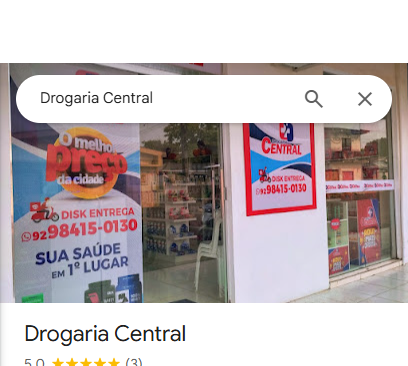 Drogaria Central
O melhor
Preço
da cidade
DISK ENTREGA
92 98415-0130
SUA SAÚDE
EM 1º LUGAR
CENTRAL
DISK ENTREGA
92 98415-0130
Drogaria Central
5,0 (3)